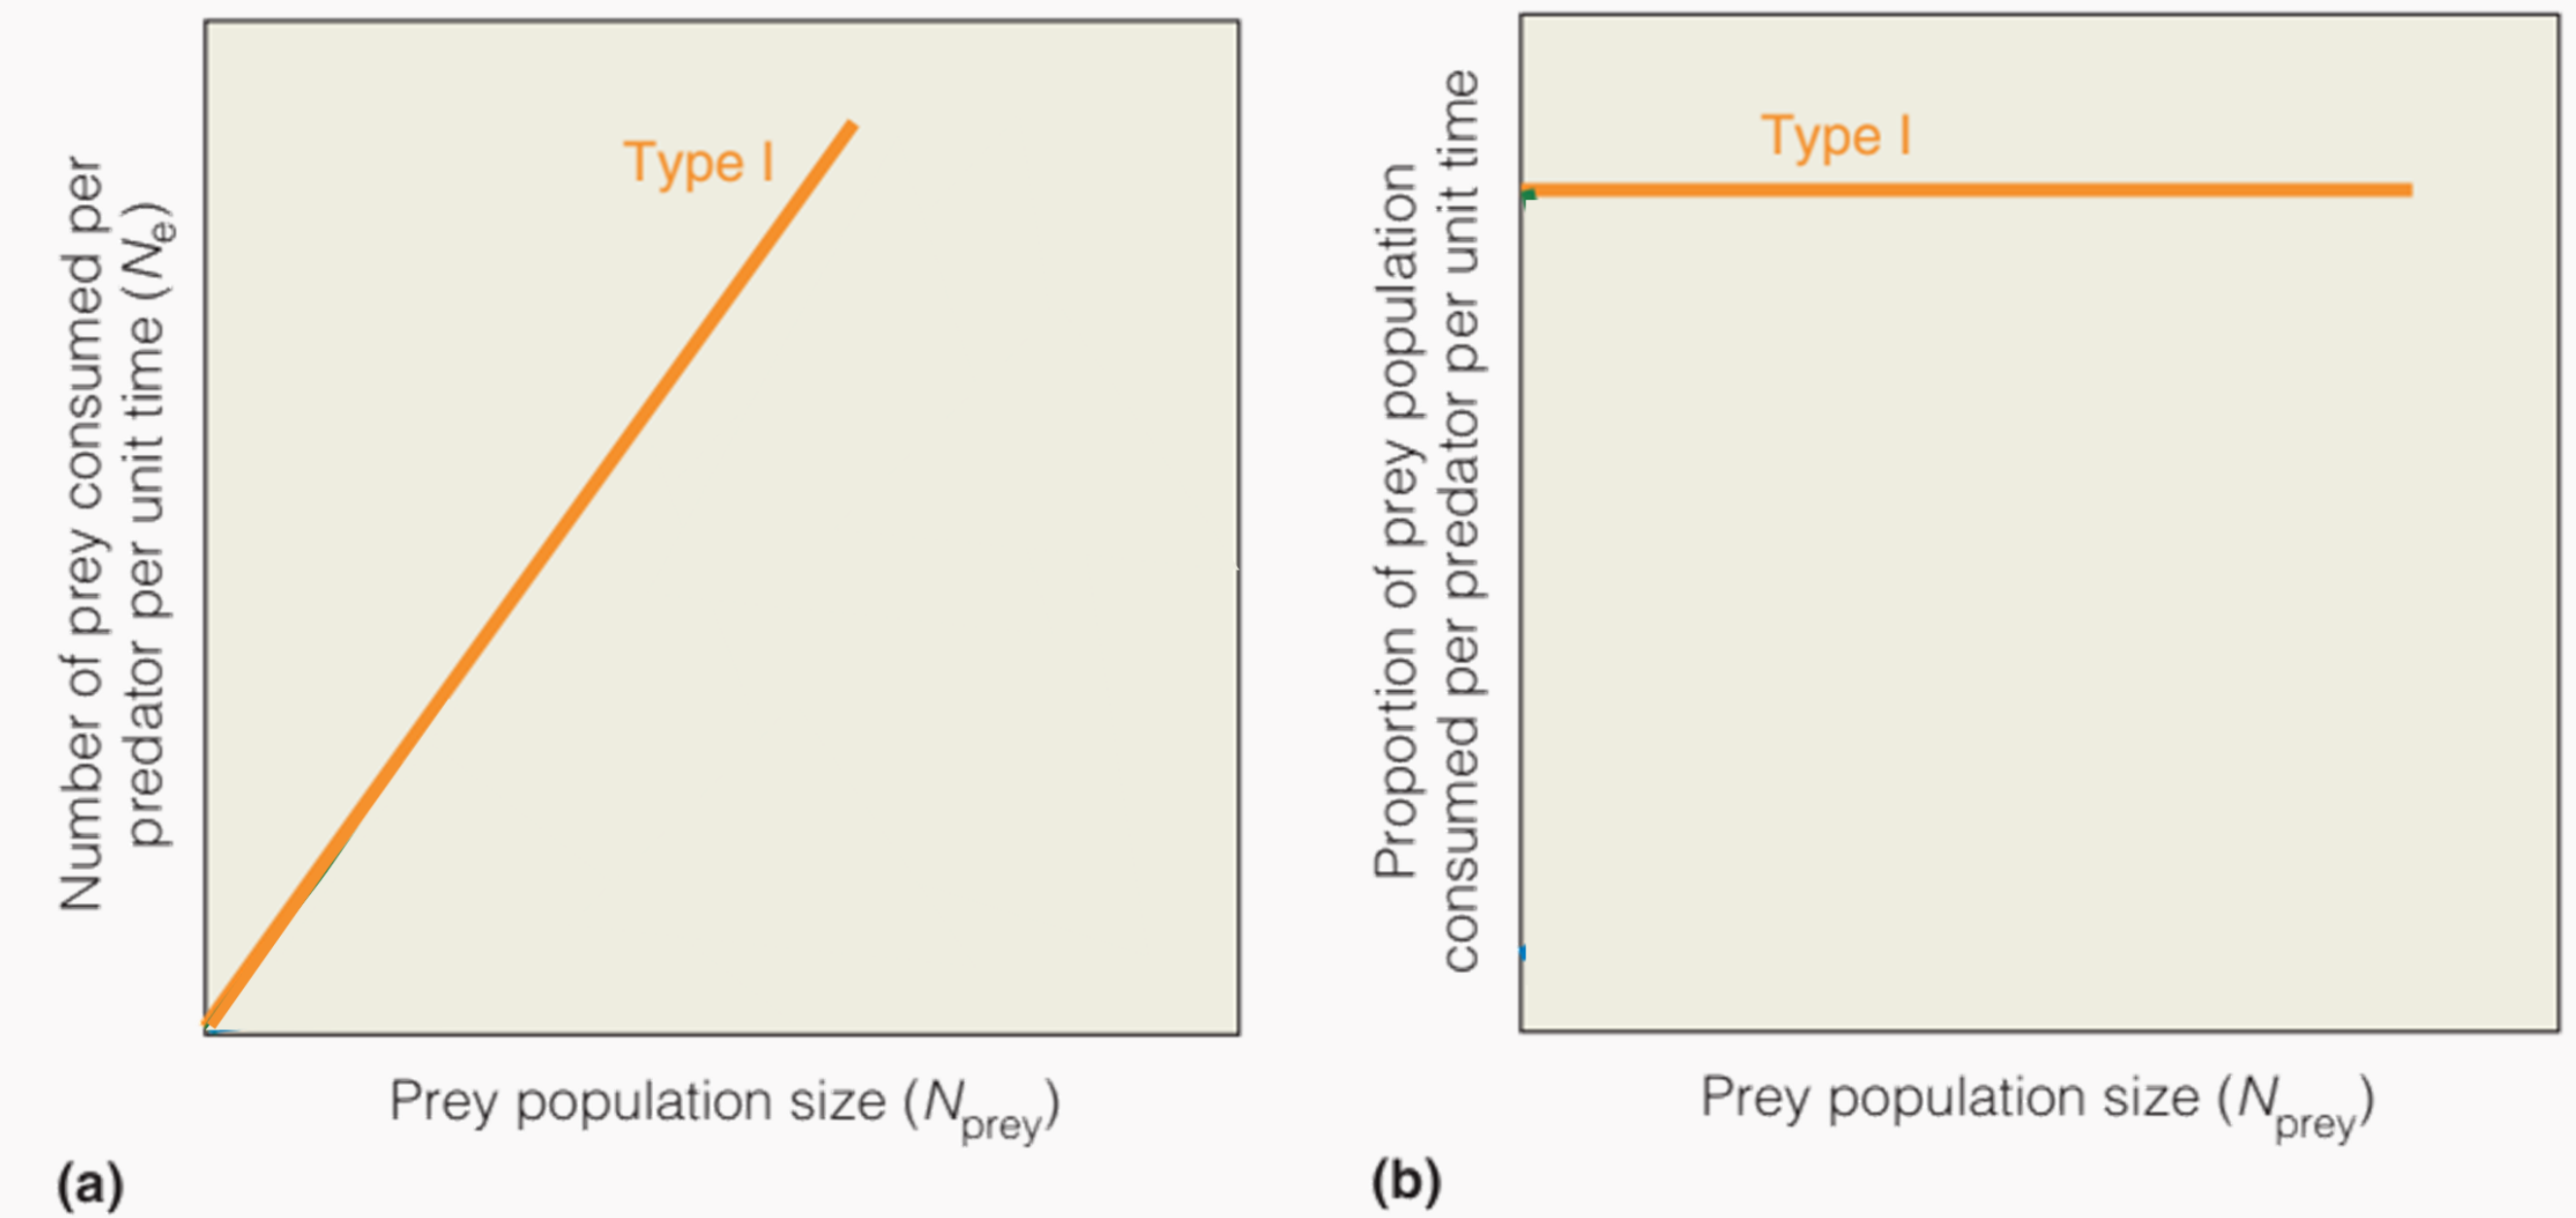 Number of prey consumed per
predator per unit time (Ne)
Type I
Prey population size (Nprey)
(a)
Proportion of prey population
consumed per predator per unit time
Type I
Prey population size (Nprey)
(b)